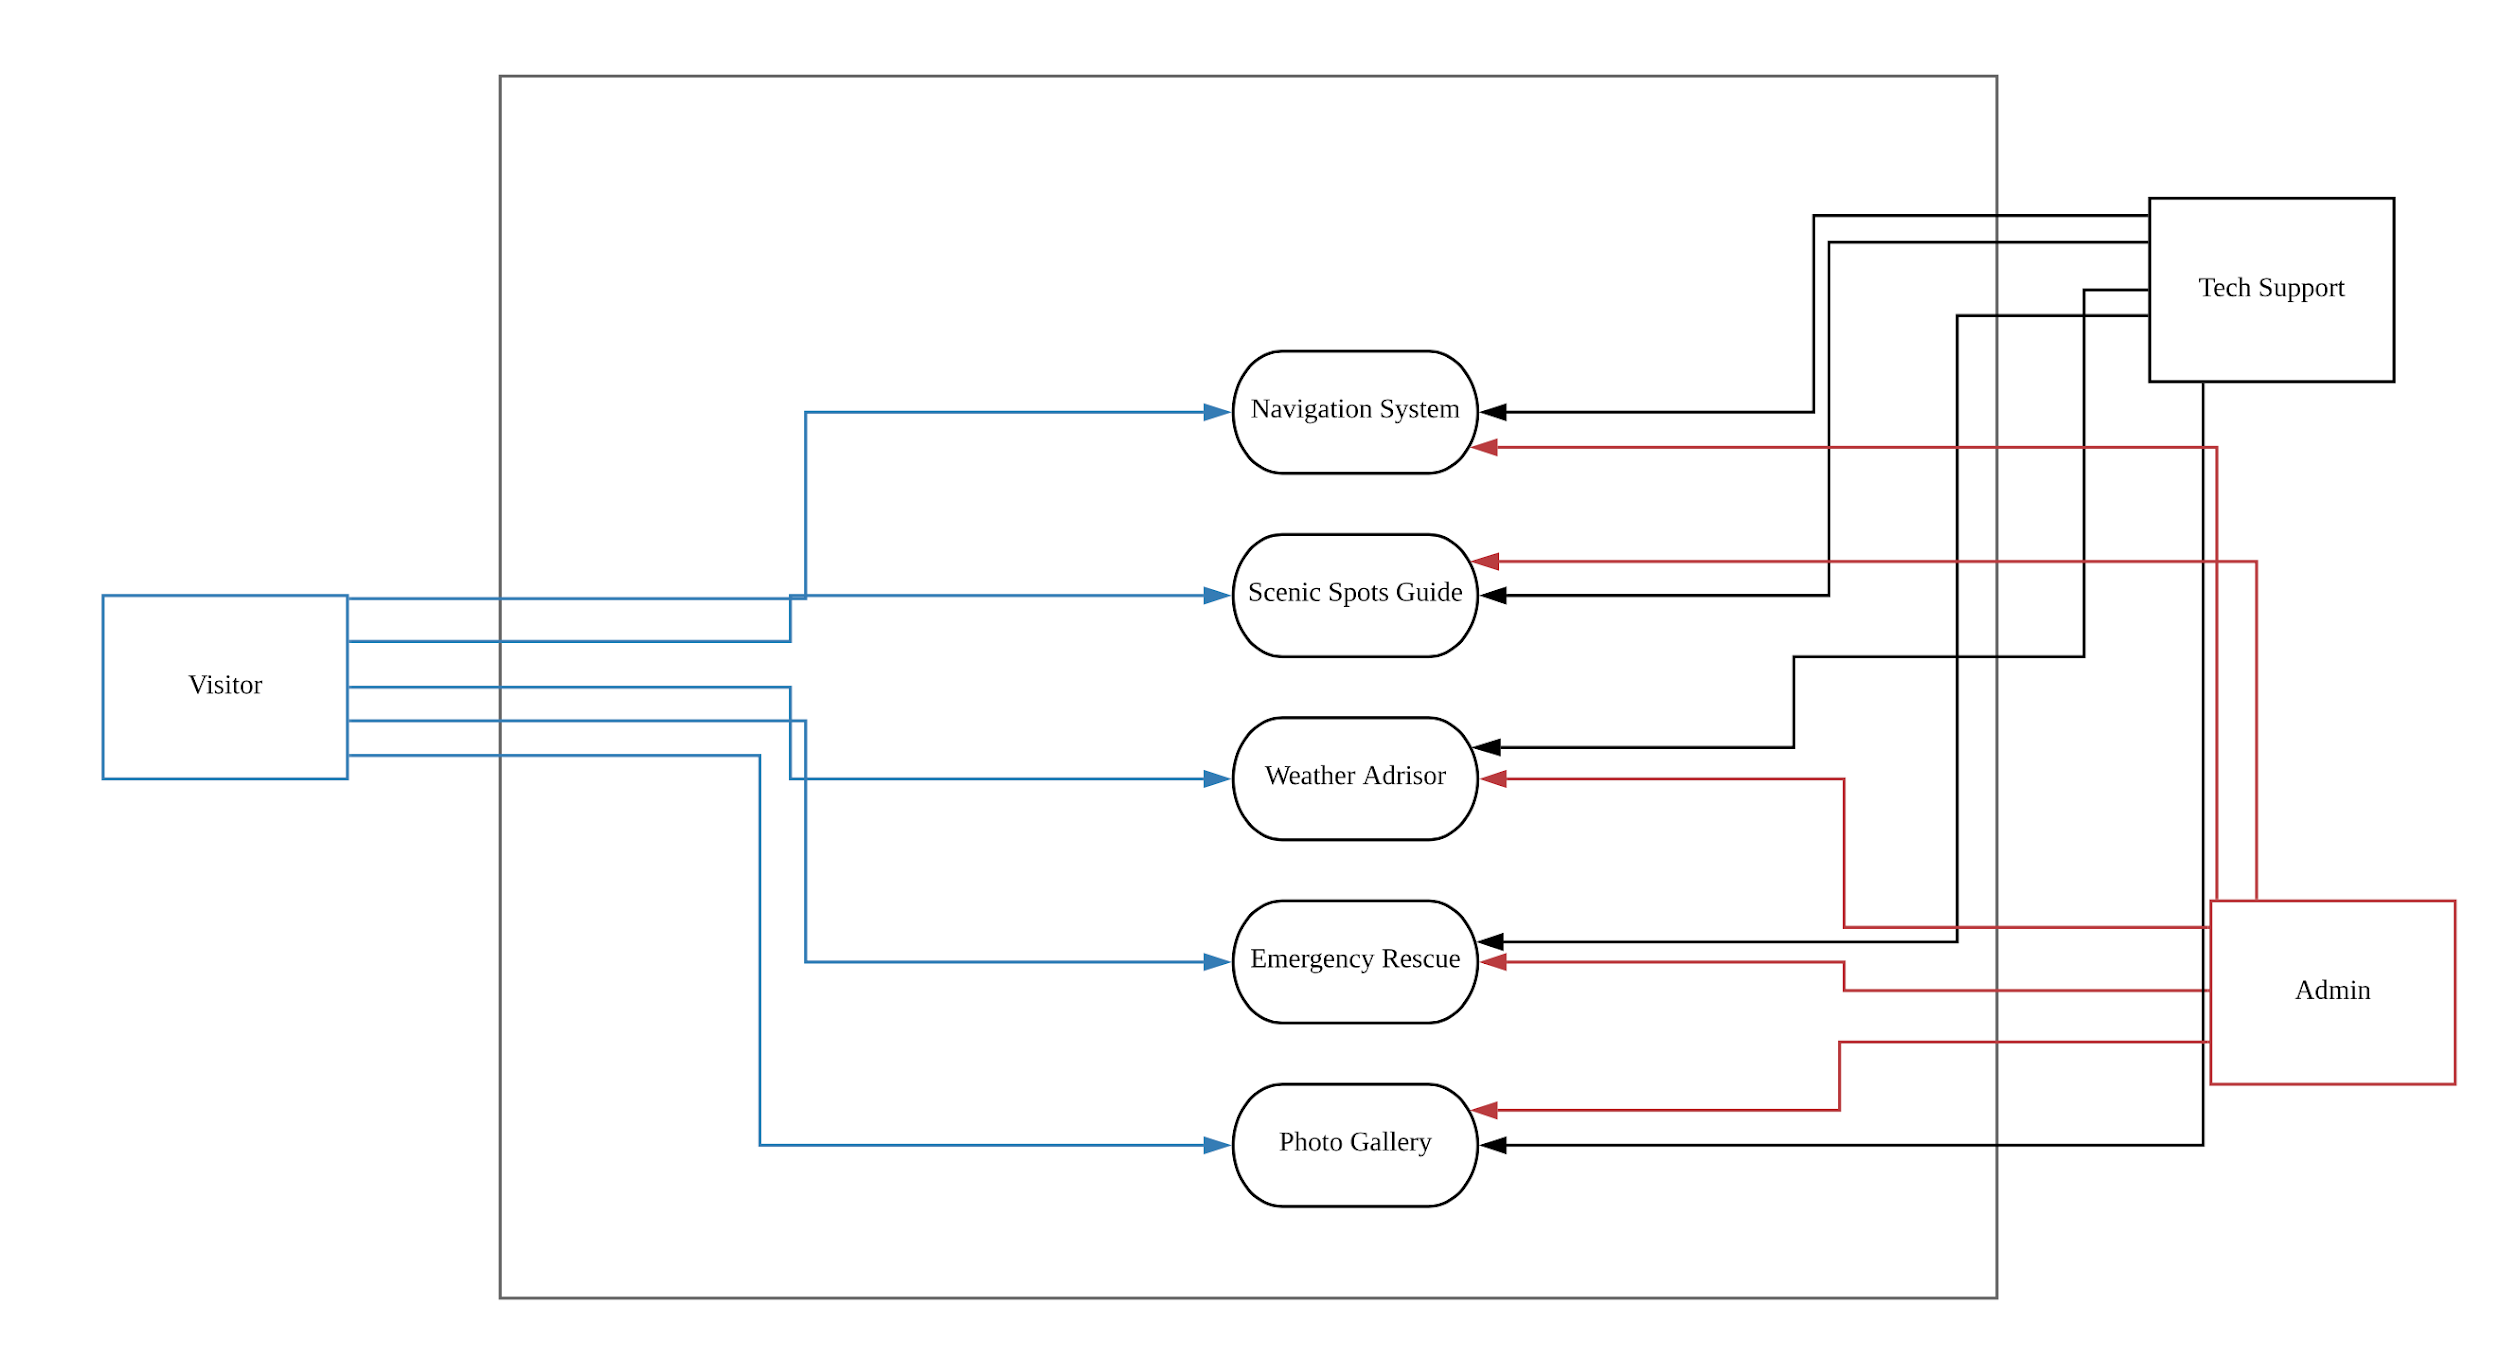 Tech Support
Navigation System
Scenic Spots Guide
Visitor
Weather Adrisor
Emergency Rescue
Admin
Photo Gallery